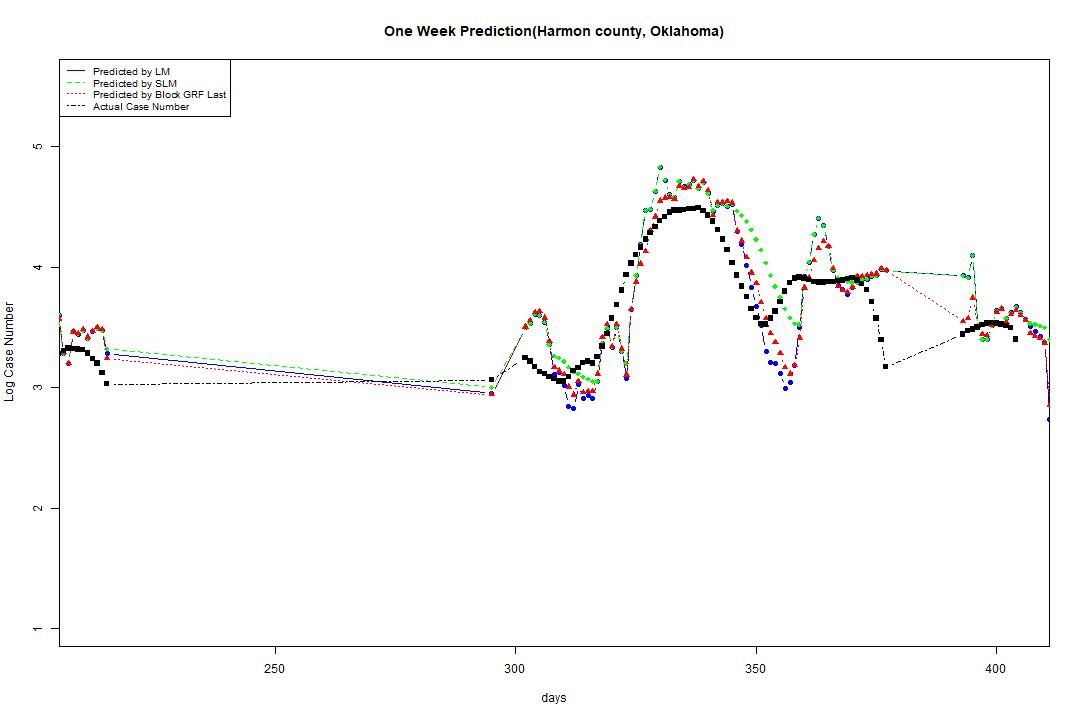 One Week Prediction(Harmon county, Oklahoma)
Predicted by LM
Predicted by SLM
Predicted by Block GRF Last
Actual Case Number
5
4
3
2
1
Log Case Number
250
300
350
400
days